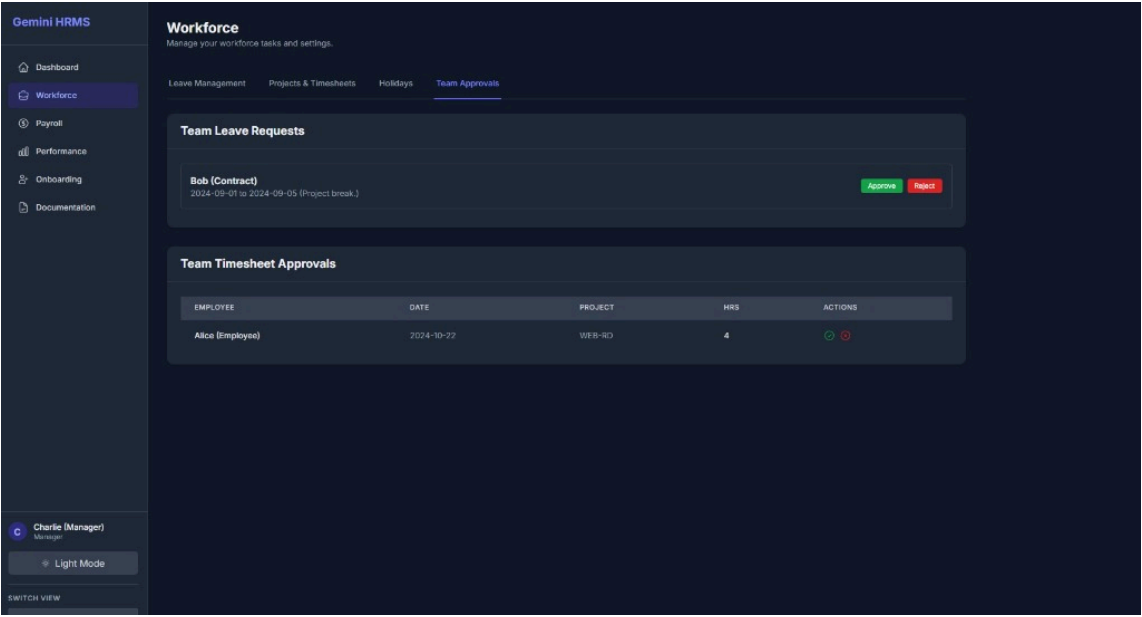 Gemini HRMS
Dashboard
Workforce
Payroll
Performance
Onboarding
Documentation
C
Charlie (Manager)
Manager
Light Mode
SWITCH VIEW
Workforce
Manage your workforce tasks and settings.
Leave Management Projects & Timesheets Holidays Team Approvals
Team Leave Requests
Bob (Contract)
2024-09-01 to 2024-09-05 (Project break.)
Approve Reject
Team Timesheet Approvals
EMPLOYEE DATE PROJECT HRS ACTIONS
Alice (Employee) 2024-10-22 WEB-RD 4